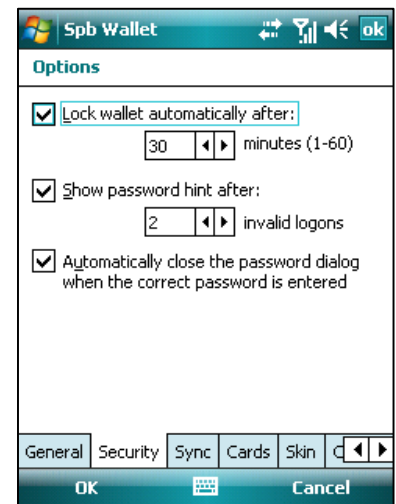 Spb Wallet ok
Options
Lock wallet automatically after:
30 minutes (1-60)
Show password hint after:
2 invalid logons
Automatically close the password dialog
when the correct password is entered
General Security Sync Cards Skin
OK Cancel